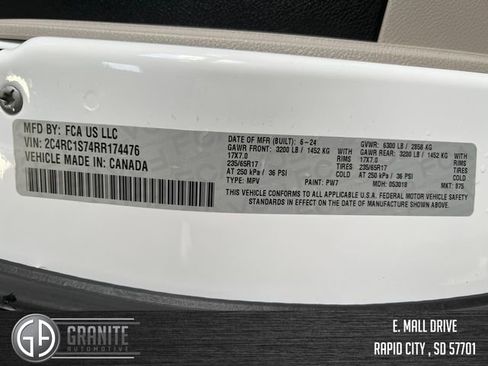 MFD BY: FCA US LLC
VIN: 2C4RC1S74RR174476
VEHICLE MADE IN: CANADA
DATE OF MFR (BUILT): 6-24
GAWR FRONT: 3200 LB / 1452 KG
17X7.0 RIMS
235/65R17 TIRES
AT 250 kPa / 36 PSI COLD
TYPE: MPV PAINT: PW7
GVWR: 6300 LB / 2858 KG
GAWR REAR: 3200 LB / 1452 KG
17X7.0 RIMS
235/65R17 TIRES
AT 250 kPa / 36 PSI COLD
MDH: 053018 MKT: 875
THIS VEHICLE CONFORMS TO ALL APPLICABLE U.S.A. FEDERAL MOTOR VEHICLE SAFETY
STANDARDS IN EFFECT ON THE DATE OF MANUFACTURE SHOWN ABOVE.
GA
GRANITE
AUTOMOTIVE
E. MALL DRIVE
RAPID CITY , SD 57701